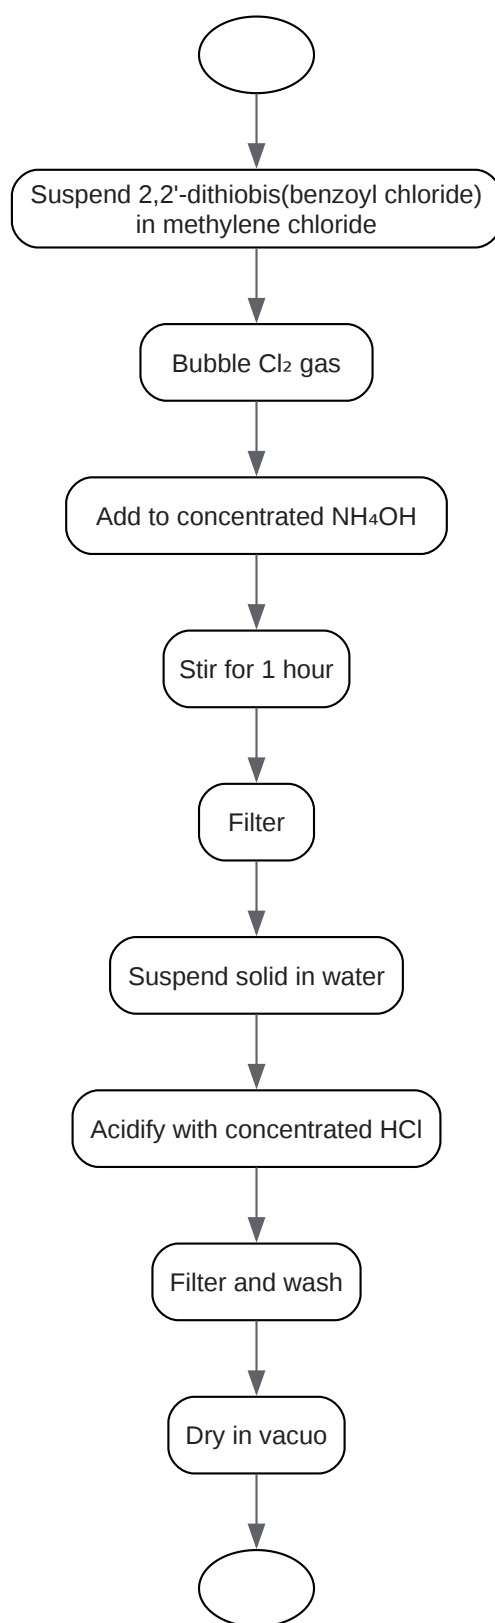 Suspend 2,2'-dithiobis(benzoyl chloride)
in methylene chloride
Bubble Cl₂ gas
Add to concentrated NH₄OH
Stir for 1 hour
Filter
Suspend solid in water
Acidify with concentrated HCl
Filter and wash
Dry in vacuo